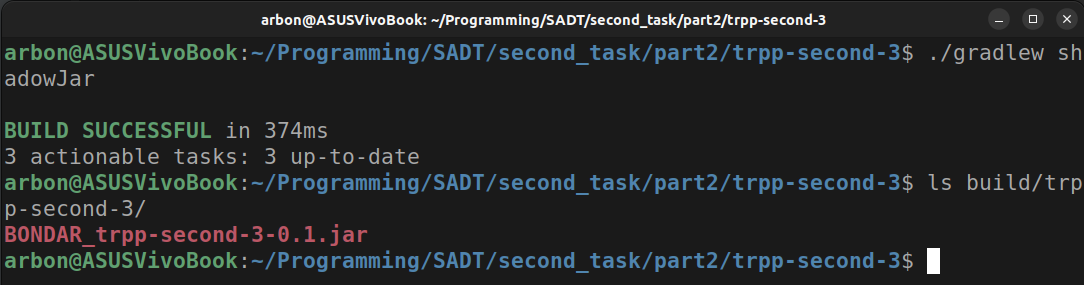 arbon@ASUSVivoBook: ~/Programming/SADT/second_task/part2/trpp-second-3
arbon@ASUSVivoBook:~/Programming/SADT/second_task/part2/trpp-second-3$ ./gradlew sh
adowJar
BUILD SUCCESSFUL in 374ms
3 actionable tasks: 3 up-to-date
arbon@ASUSVivoBook:~/Programming/SADT/second_task/part2/trpp-second-3$ ls build/trp
p-second-3/
BONDAR_trpp-second-3-0.1.jar
arbon@ASUSVivoBook:~/Programming/SADT/second_task/part2/trpp-second-3$